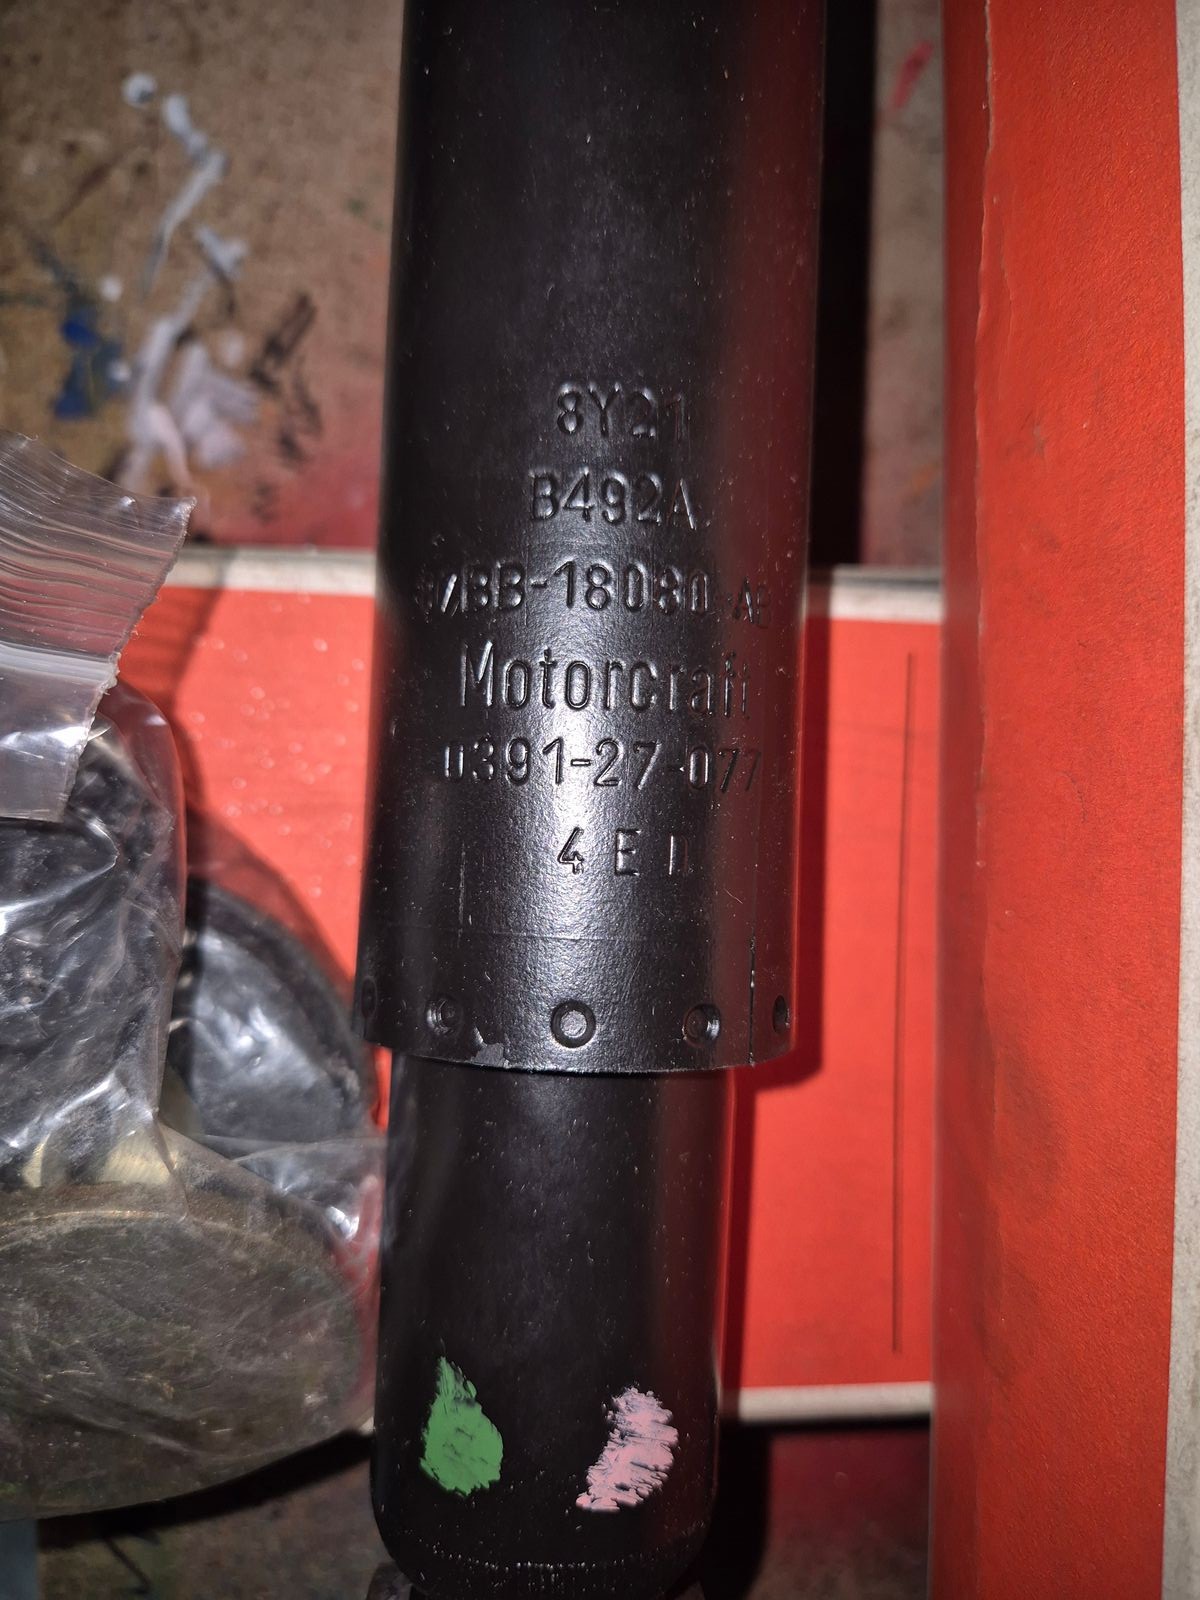 8Y21
B492A
BB-18080-AE
Motorcraft
0391-27-077
4 E D